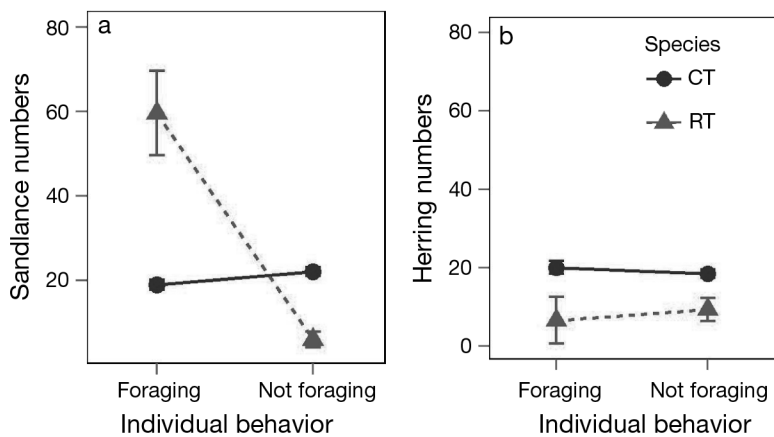 a
80
60
40
20
Sandlance numbers
Foraging
Not foraging
Individual behavior
b
80
60
40
20
0
Herring numbers
Species
CT
RT
Foraging
Not foraging
Individual behavior